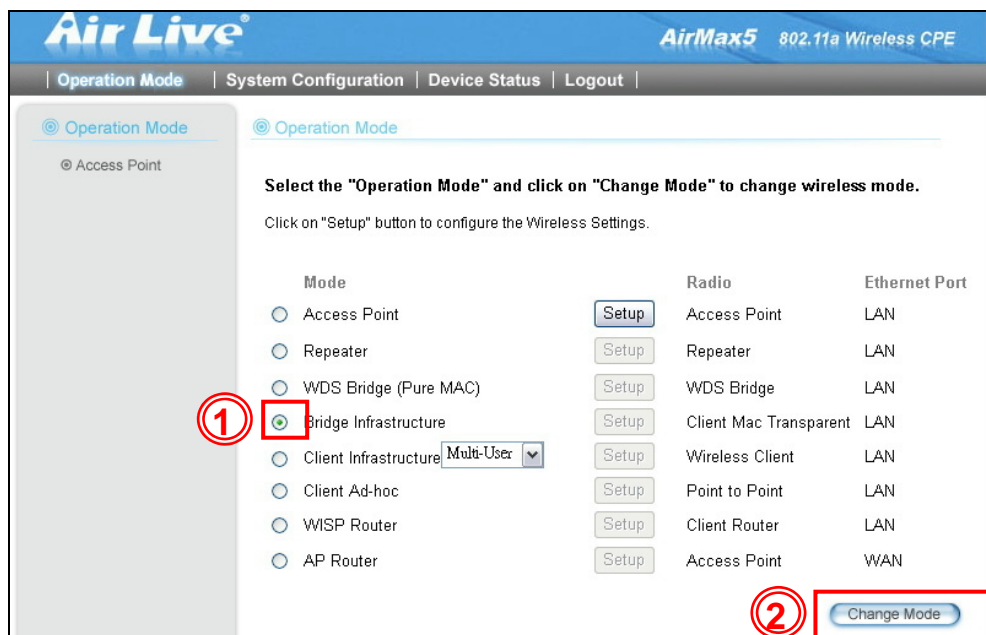 Air Live®
AirMax5 802.11a Wireless CPE
| Operation Mode | System Configuration | Device Status | Logout |
Operation Mode
Access Point
Operation Mode
Select the "Operation Mode" and click on "Change Mode" to change wireless mode.
Click on "Setup" button to configure the Wireless Settings.
Mode Radio Ethernet Port
Access Point Setup Access Point LAN
Repeater Setup Repeater LAN
WDS Bridge (Pure MAC) Setup WDS Bridge LAN
1 Bridge Infrastructure Setup Client Mac Transparent LAN
Client Infrastructure Multi-User Setup Wireless Client LAN
Client Ad-hoc Setup Point to Point LAN
WISP Router Setup Client Router LAN
AP Router Setup Access Point WAN
2 Change Mode